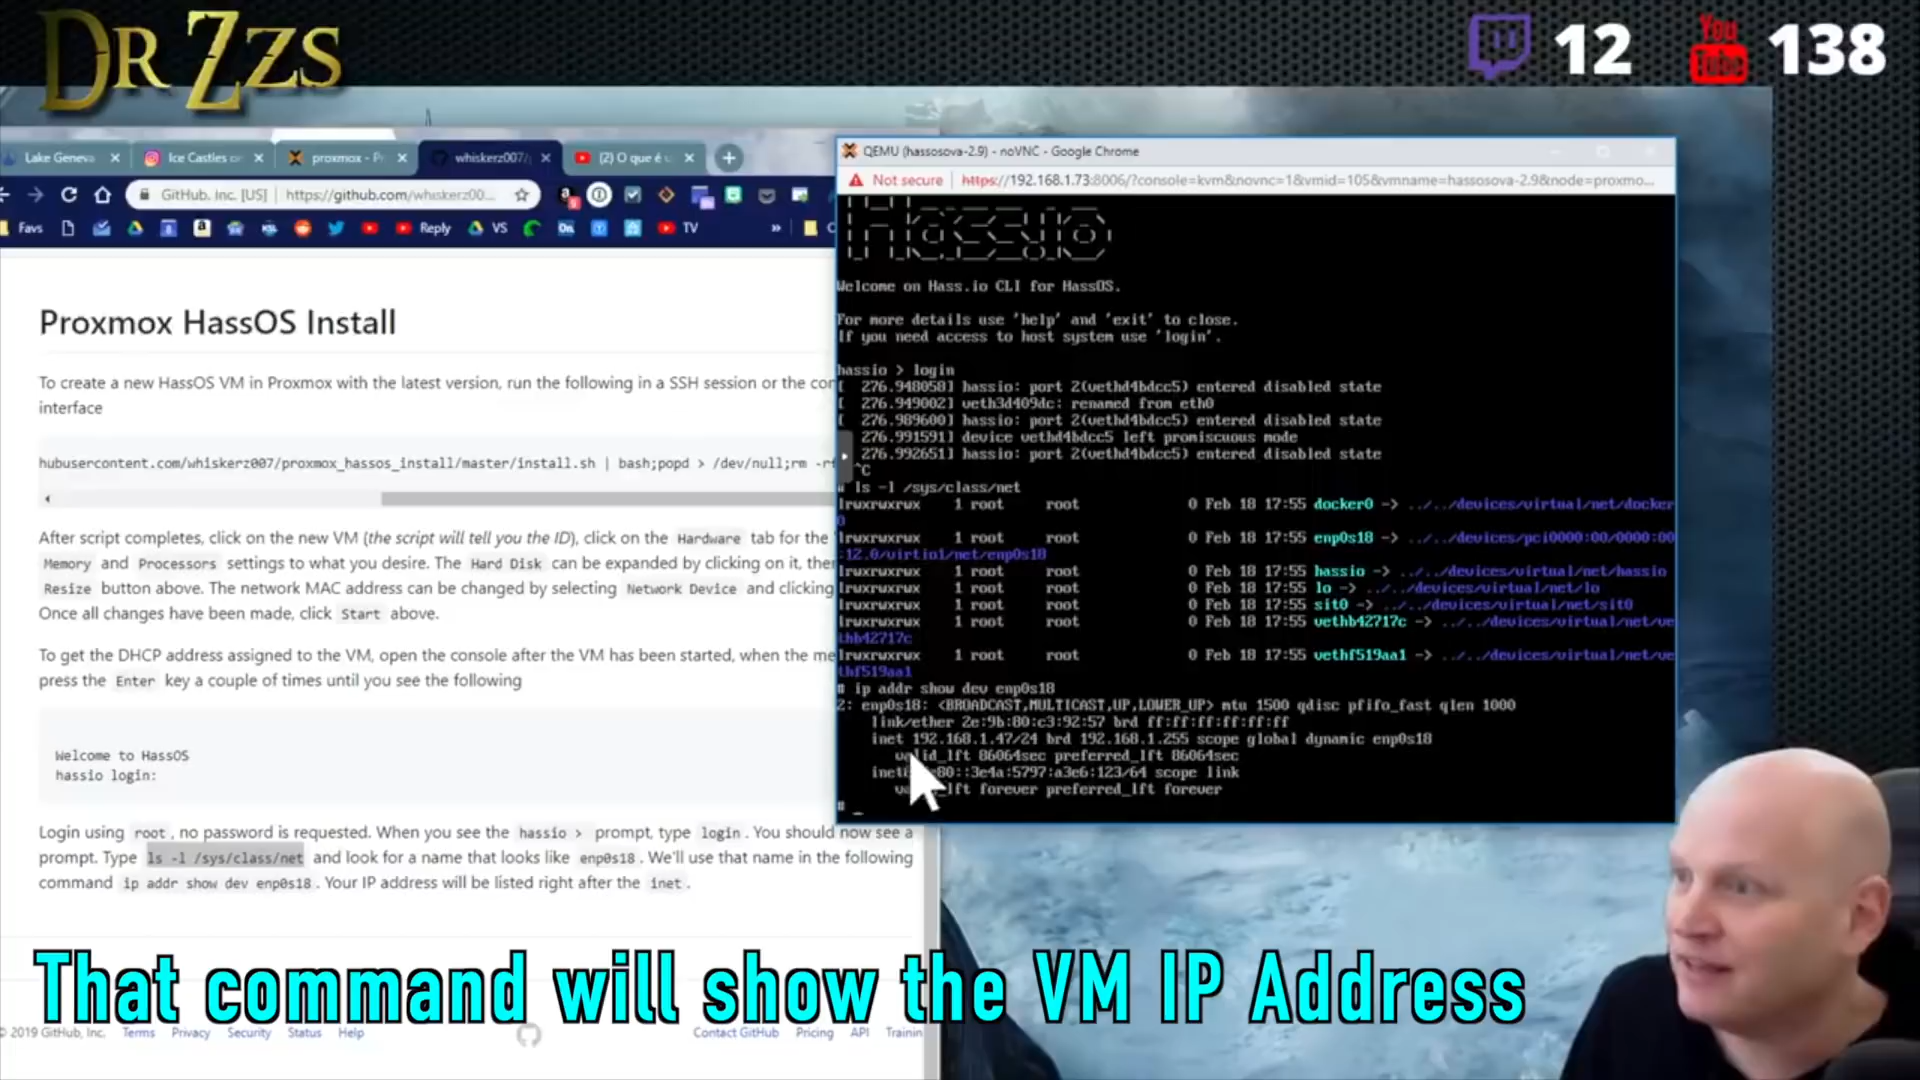 DR ZZS
12
You Tube 138
Lake Geneva
Ice Castles or
proxmox - Pr
whiskerz007/
(2) O que é u
GitHub, Inc. [US] | https://github.com/whiskerz00...
Favs
Reply
VS
TV
Proxmox HassOS Install
To create a new HassOS VM in Proxmox with the latest version, run the following in a SSH session or the con
interface
hubusercontent.com/whiskerz007/proxmox_hassos_install/master/install.sh | bash;popd > /dev/null;rm -rf
After script completes, click on the new VM (the script will tell you the ID), click on the Hardware tab for the
Memory and Processors settings to what you desire. The Hard Disk can be expanded by clicking on it, the
Resize button above. The network MAC address can be changed by selecting Network Device and clicking
Once all changes have been made, click Start above.
To get the DHCP address assigned to the VM, open the console after the VM has been started, when the me
press the Enter key a couple of times until you see the following
Welcome to HassOS
hassio login:
Login using root, no password is requested. When you see the hassio > prompt, type login. You should now see a
prompt. Type ls -l /sys/class/net and look for a name that looks like enp0s18. We'll use that name in the following
command ip addr show dev enp0s18. Your IP address will be listed right after the inet.
© 2019 GitHub, Inc. Terms Privacy Security Status Help
Contact GitHub Pricing API Trainin
QEMU (hassosova-2.9) - noVNC - Google Chrome
Not secure | https://192.168.1.73:8006/?console=kvm&novnc=1&vmid=105&vmname=hassosova-2.9&node=proxmo...
Hass.io
Welcome on Hass.io CLI for HassOS.
For more details use 'help' and 'exit' to close.
If you need access to host system use 'login'.
hassio > login
[  276.948058] hassio: port 2(vethd4bdcc5) entered disabled state
[  276.949002] veth3d409dc: renamed from eth0
[  276.989600] hassio: port 2(vethd4bdcc5) entered disabled state
276.991591] device vethd4bdcc5 left promiscuous mode
276.992651] hassio: port 2(vethd4bdcc5) entered disabled state
^C
# ls -l /sys/class/net
lrwxrwxrwx 1 root root 0 Feb 18 17:55 docker0 -> ../../devices/virtual/net/docker
0
lrwxrwxrwx 1 root root 0 Feb 18 17:55 enp0s18 -> ../../devices/pci0000:00/0000:00
:12.0/virtio1/net/enp0s18
lrwxrwxrwx 1 root root 0 Feb 18 17:55 hassio -> ../../devices/virtual/net/hassio
lrwxrwxrwx 1 root root 0 Feb 18 17:55 lo -> ../../devices/virtual/net/lo
lrwxrwxrwx 1 root root 0 Feb 18 17:55 sit0 -> ../../devices/virtual/net/sit0
lrwxrwxrwx 1 root root 0 Feb 18 17:55 vethb42717c -> ../../devices/virtual/net/ve
thb42717c
lrwxrwxrwx 1 root root 0 Feb 18 17:55 vethf519aa1 -> ../../devices/virtual/net/ve
thf519aa1
# ip addr show dev enp0s18
2: enp0s18: <BROADCAST,MULTICAST,UP,LOWER_UP> mtu 1500 qdisc pfifo_fast qlen 1000
link/ether 2e:9b:80:c3:92:57 brd ff:ff:ff:ff:ff:ff
inet 192.168.1.47/24 brd 192.168.1.255 scope global dynamic enp0s18
valid_lft 86064sec preferred_lft 86064sec
80::3e4a:5797:a3e6:123/64 scope link
lft forever preferred_lft forever
#
That command will show the VM IP Address